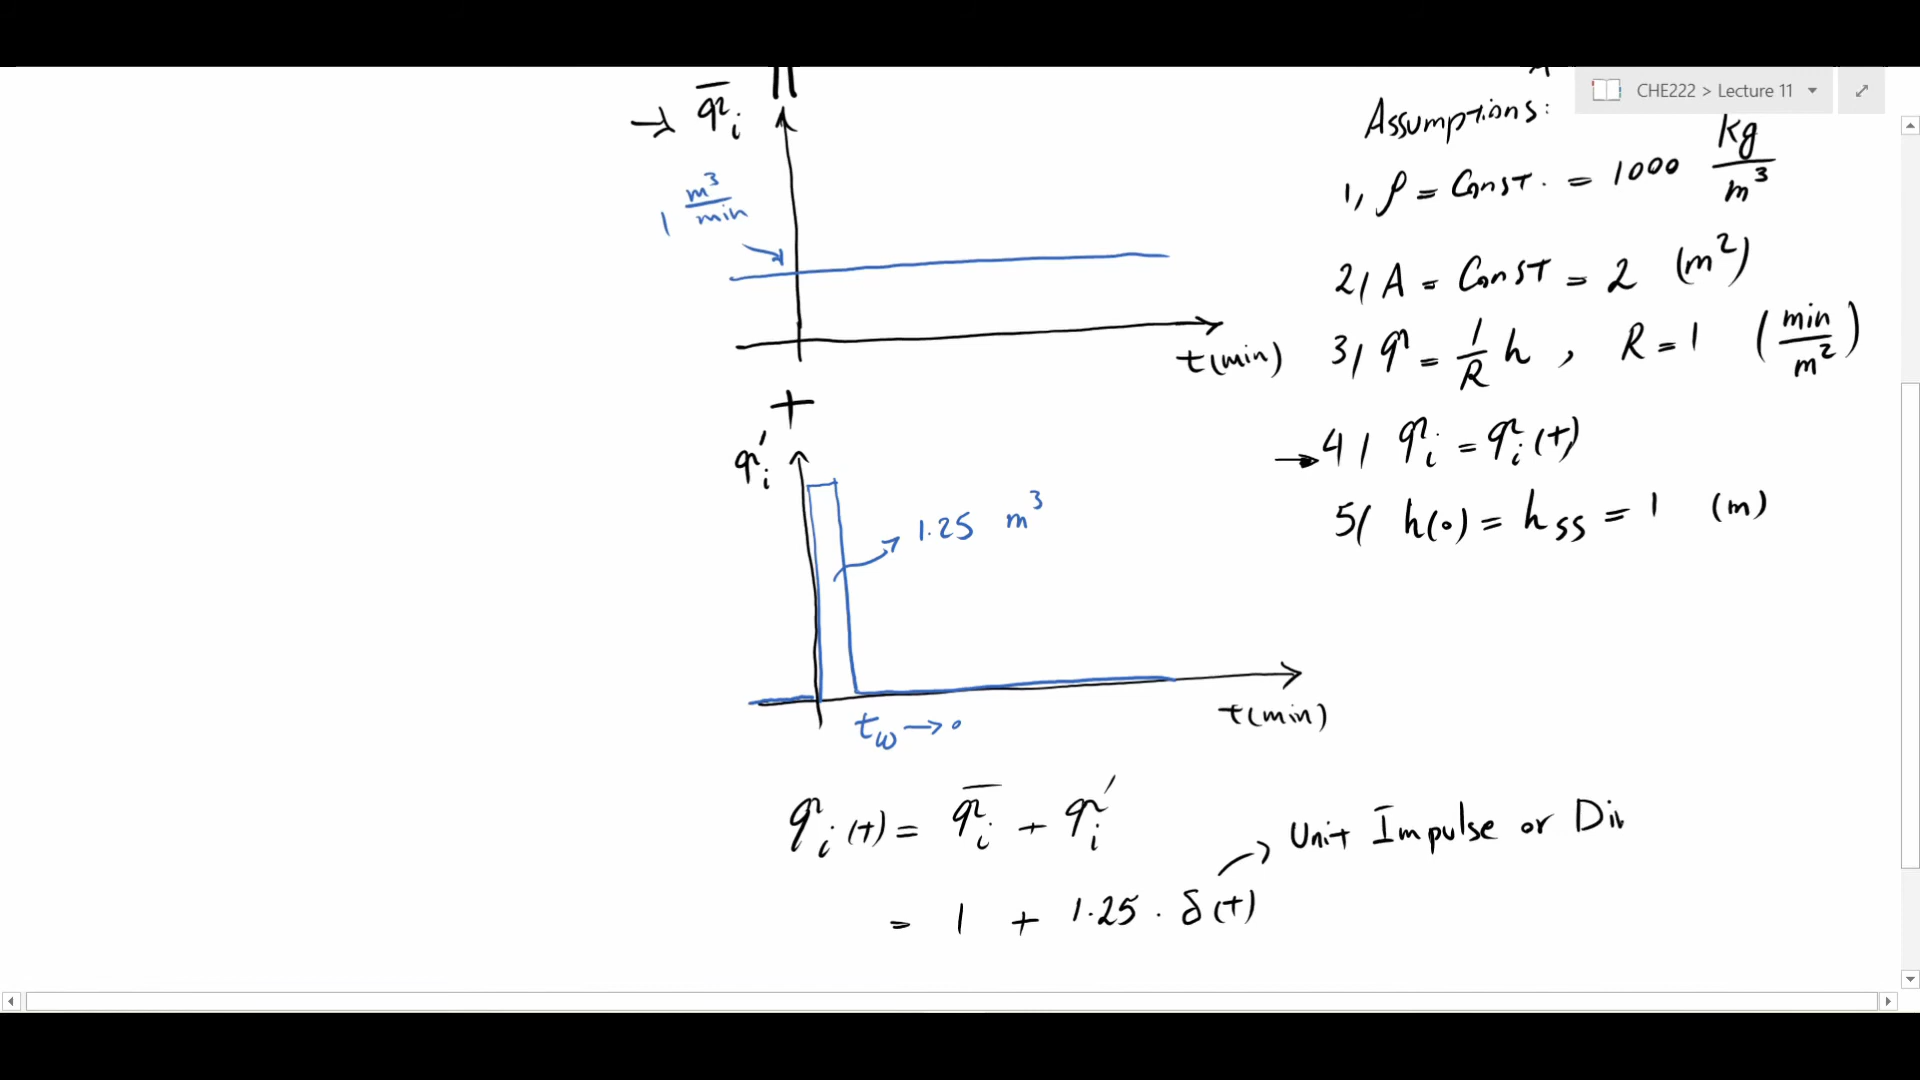 CHE222 > Lecture 11
→ q̄i
1 m³/min
t(min)
+
qi′
1.25 m³
tω → 0
t(min)
qi(t) = q̄i + qi′
= 1 + 1.25 · δ(t)
Unit Impulse or Di
Assumptions:
1, ρ = Const. = 1000 kg/m³
2/ A = Const = 2 (m²)
3/ q = 1/R h , R = 1 (min/m²)
→ 4/ qi = qi(t)
5/ h(0) = hss = 1 (m)